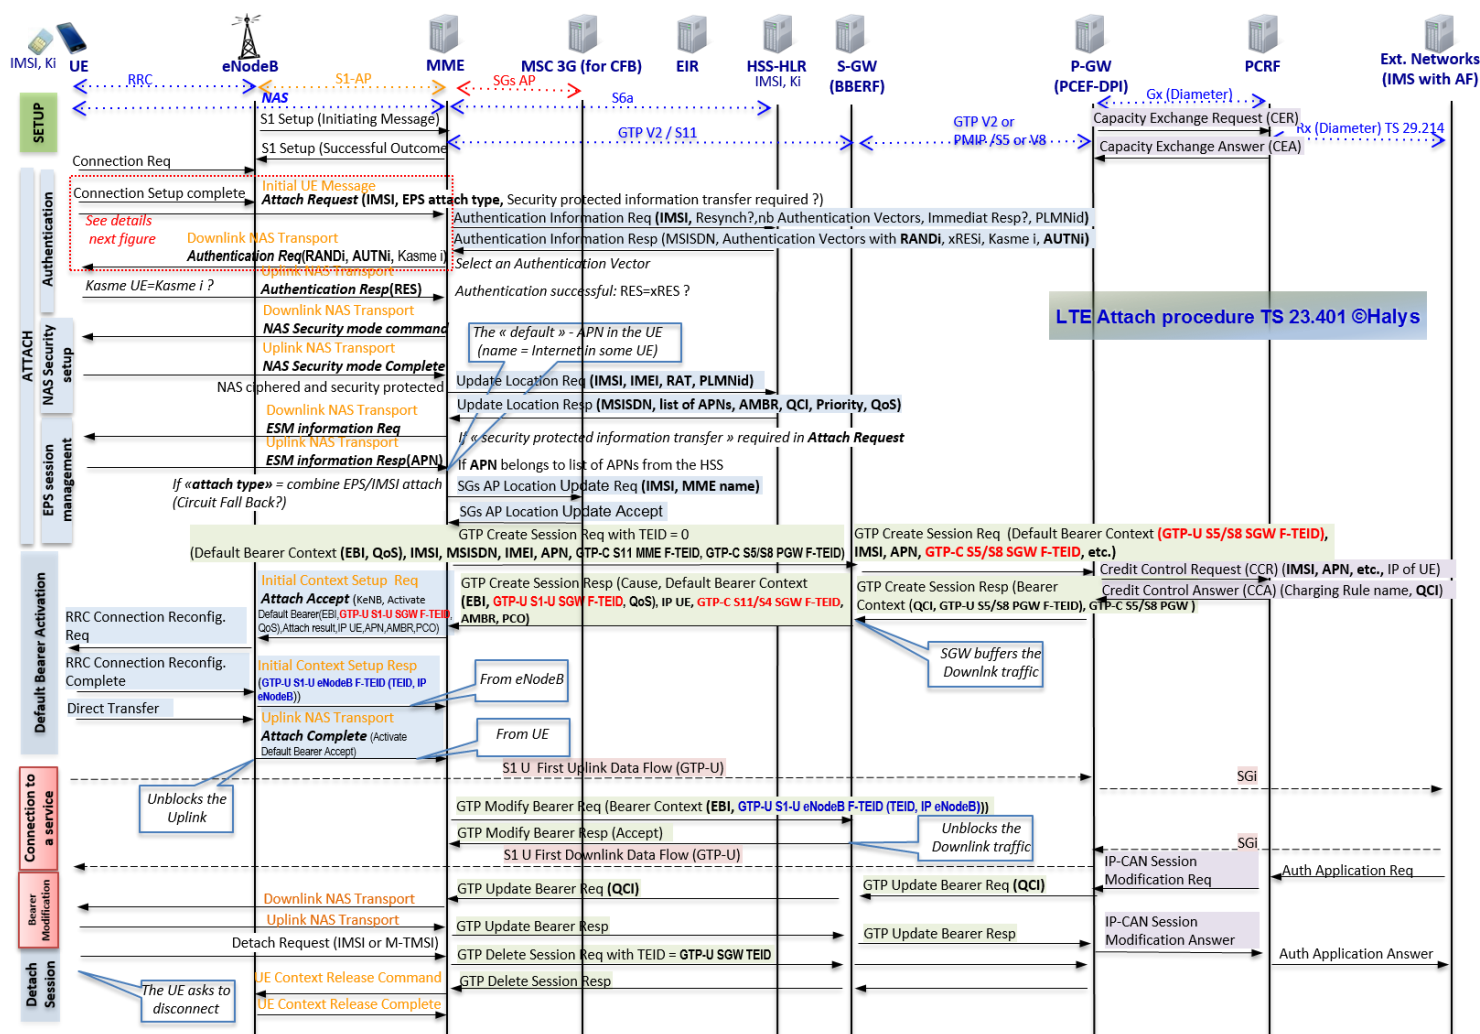 IMSI, Ki
UE
eNodeB
MME
MSC 3G (for CFB)
EIR
HSS-HLR
IMSI, Ki
S-GW
(BBERF)
P-GW
(PCEF-DPI)
PCRF
Ext. Networks
(IMS with AF)
RRC
S1-AP
SGs AP
NAS
S6a
Gx (Diameter)
SETUP
S1 Setup (Initiating Message)
GTP V2 / S11
GTP V2 or
PMIP /S5 or V8
Capacity Exchange Request (CER)
Rx (Diameter) TS 29.214
S1 Setup (Successful Outcome
Capacity Exchange Answer (CEA)
Connection Req
ATTACH
Authentication
Initial UE Message
Connection Setup complete
Attach Request (IMSI, EPS attach type, Security protected information transfer required ?)
See details
next figure
Authentication Information Req (IMSI, Resynch?,nb Authentication Vectors, Immediat Resp?, PLMNid)
Downlink NAS Transport
Authentication Information Resp (MSISDN, Authentication Vectors with RANDi, xRESi, Kasme i, AUTNi)
Authentication Req(RANDi, AUTNi, Kasme i)
Select an Authentication Vector
Uplink NAS Transport
Kasme UE=Kasme i ?
Authentication Resp(RES)
Authentication successful: RES=xRES ?
NAS Security
setup
Downlink NAS Transport
NAS Security mode command
The « default » - APN in the UE
(name = Internet in some UE)
LTE Attach procedure TS 23.401 ©Halys
Uplink NAS Transport
NAS Security mode Complete
NAS ciphered and security protected
Update Location Req (IMSI, IMEI, RAT, PLMNid)
Update Location Resp (MSISDN, list of APNs, AMBR, QCI, Priority, QoS)
EPS session
management
Downlink NAS Transport
ESM information Req
If « security protected information transfer » required in Attach Request
Uplink NAS Transport
ESM information Resp(APN)
If APN belongs to list of APNs from the HSS
If «attach type» = combine EPS/IMSI attach
(Circuit Fall Back?)
SGs AP Location Update Req (IMSI, MME name)
SGs AP Location Update Accept
GTP Create Session Req with TEID = 0
(Default Bearer Context (EBI, QoS), IMSI, MSISDN, IMEI, APN, GTP-C S11 MME F-TEID, GTP-C S5/S8 PGW F-TEID)
GTP Create Session Req (Default Bearer Context (GTP-U S5/S8 SGW F-TEID),
IMSI, APN, GTP-C S5/S8 SGW F-TEID, etc.)
Default Bearer Activation
Credit Control Request (CCR) (IMSI, APN, etc., IP of UE)
Credit Control Answer (CCA) (Charging Rule name, QCI)
GTP Create Session Resp (Bearer
Context (QCI, GTP-U S5/S8 PGW F-TEID), GTP-C S5/S8 PGW )
GTP Create Session Resp (Cause, Default Bearer Context
(EBI, GTP-U S1-U SGW F-TEID, QoS), IP UE, GTP-C S11/S4 SGW F-TEID,
AMBR, PCO)
Initial Context Setup Req
Attach Accept (KeNB, Activate
Default Bearer(EBI,GTP-U S1-U SGW F-TEID,
QoS),Attach result,IP UE,APN,AMBR,PCO)
RRC Connection Reconfig.
Req
SGW buffers the
Downlnk traffic
RRC Connection Reconfig.
Complete
Initial Context Setup Resp
(GTP-U S1-U eNodeB F-TEID (TEID, IP
eNodeB))
From eNodeB
Direct Transfer
Uplink NAS Transport
Attach Complete (Activate
Default Bearer Accept)
From UE
Connection to
a service
S1 U First Uplink Data Flow (GTP-U)
SGi
Unblocks the
Uplink
GTP Modify Bearer Req (Bearer Context (EBI, GTP-U S1-U eNodeB F-TEID (TEID, IP eNodeB)))
GTP Modify Bearer Resp (Accept)
Unblocks the
Downlnk traffic
SGi
S1 U First Downlink Data Flow (GTP-U)
Bearer
Modification
IP-CAN Session
Modification Req
Auth Application Req
GTP Update Bearer Req (QCI)
GTP Update Bearer Req (QCI)
Downlink NAS Transport
Uplink NAS Transport
GTP Update Bearer Resp
GTP Update Bearer Resp
IP-CAN Session
Modification Answer
Detach Request (IMSI or M-TMSI)
Auth Application Answer
Detach
Session
GTP Delete Session Req with TEID = GTP-U SGW TEID
UE Context Release Command
GTP Delete Session Resp
The UE asks to
disconnect
UE Context Release Complete